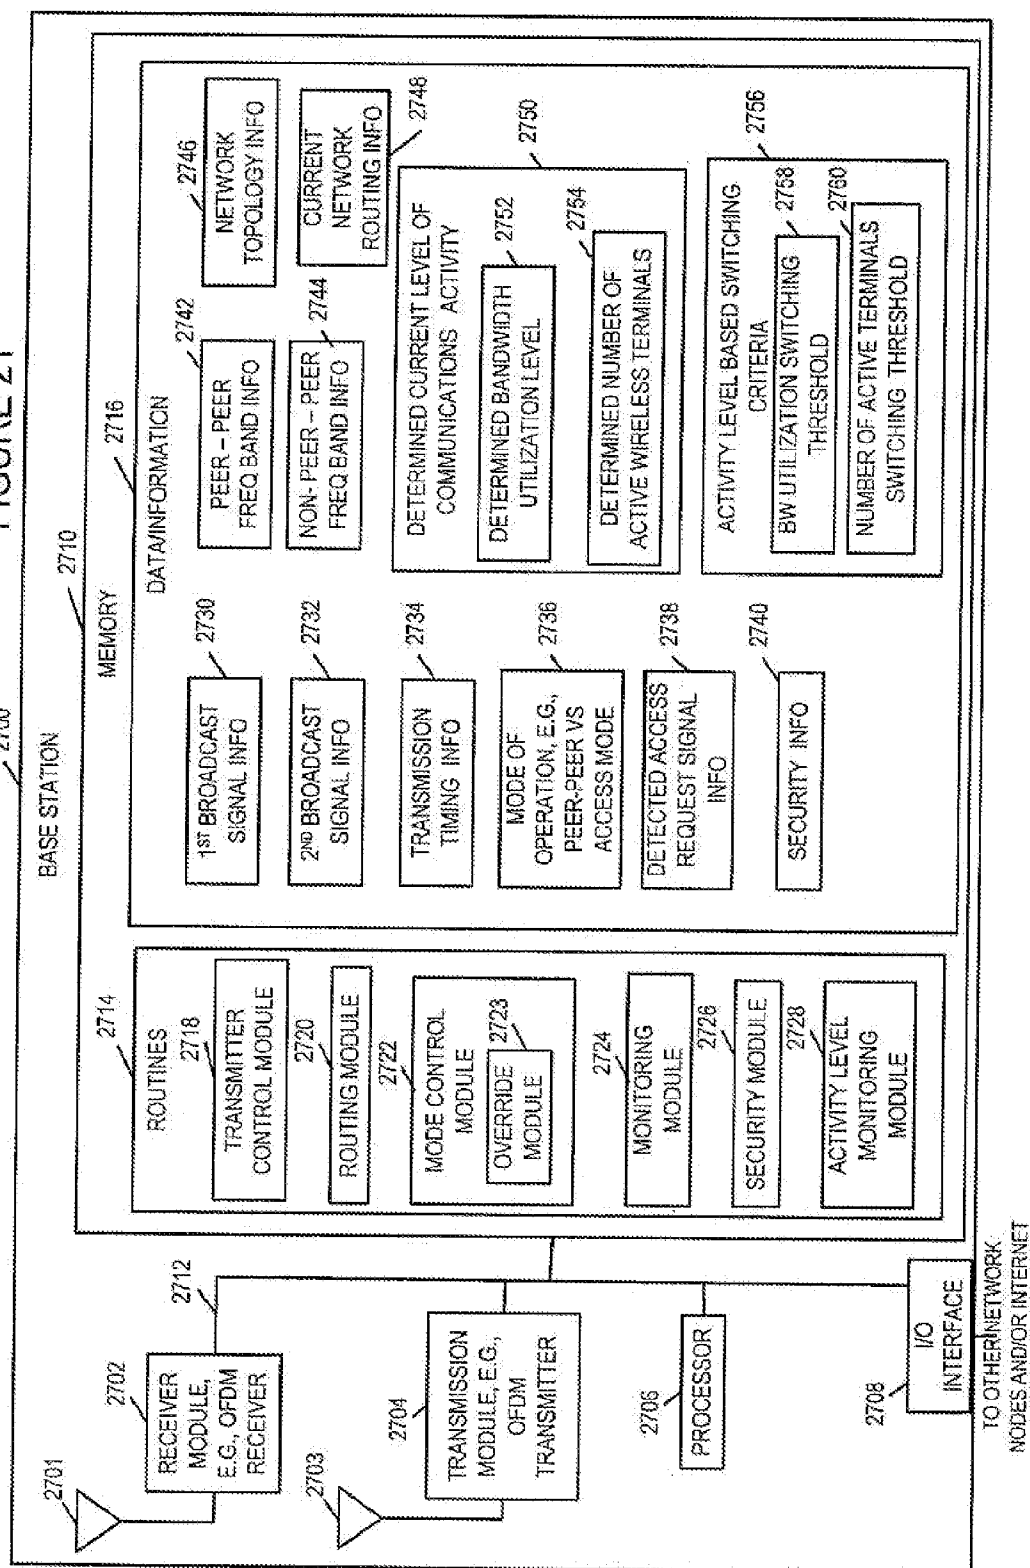 FIGURE 21
BASE STATION
2710
MEMORY
2716
DATA/INFORMATION
2714
ROUTINES
2718
TRANSMITTER
CONTROL MODULE
2720
ROUTING MODULE
2722
MODE CONTROL
MODULE
2723
OVERRIDE
MODULE
2724
MONITORING
MODULE
2726
SECURITY MODULE
2728
ACTIVITY LEVEL
MONITORING
MODULE
2730
1ST BROADCAST
SIGNAL INFO
2732
2ND BROADCAST
SIGNAL INFO
2734
TRANSMISSION
TIMING INFO
2736
MODE OF
OPERATION, E.G.,
PEER-PEER VS
ACCESS MODE
2738
DETECTED ACCESS
REQUEST SIGNAL
INFO
2740
SECURITY INFO
2742
PEER – PEER
FREQ BAND INFO
2744
NON- PEER – PEER
FREQ BAND INFO
2746
NETWORK
TOPOLOGY INFO
2748
CURRENT
NETWORK
ROUTING INFO
2750
DETERMINED CURRENT LEVEL OF
COMMUNICATIONS ACTIVITY
2752
DETERMINED BANDWIDTH
UTILIZATION LEVEL
2754
DETERMINED NUMBER OF
ACTIVE WIRELESS TERMINALS
2756
ACTIVITY LEVEL BASED SWITCHING
CRITERIA
2758
BW UTILIZATION SWITCHING
THRESHOLD
2760
NUMBER OF ACTIVE TERMINALS
SWITCHING THRESHOLD
2701
2702
RECEIVER
MODULE,
E.G., OFDM
RECEIVER
2712
2703
2704
TRANSMISSION
MODULE, E.G.,
OFDM
TRANSMITTER
2706
PROCESSOR
2708
I/O
INTERFACE
TO OTHER NETWORK
NODES AND/OR INTERNET